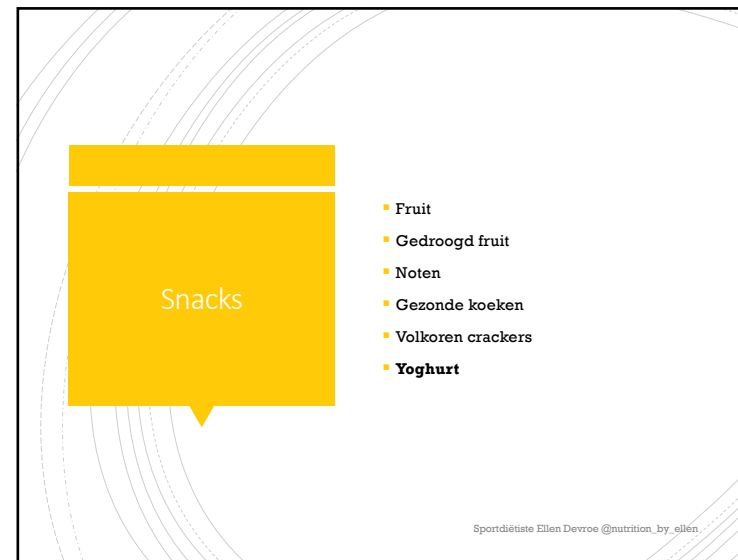 Snacks
Fruit
Gedroogd fruit
Noten
Gezonde koeken
Volkoren crackers
Yoghurt
Sportdiëtiste Ellen Devroe @nutrition_by_ellen